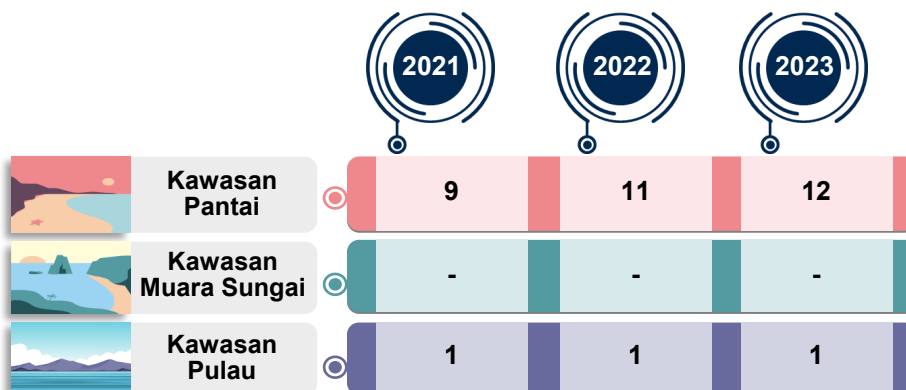 2021 2022 2023
Kawasan
Pantai
9 11 12
Kawasan
Muara Sungai
- - -
Kawasan
Pulau
1 1 1